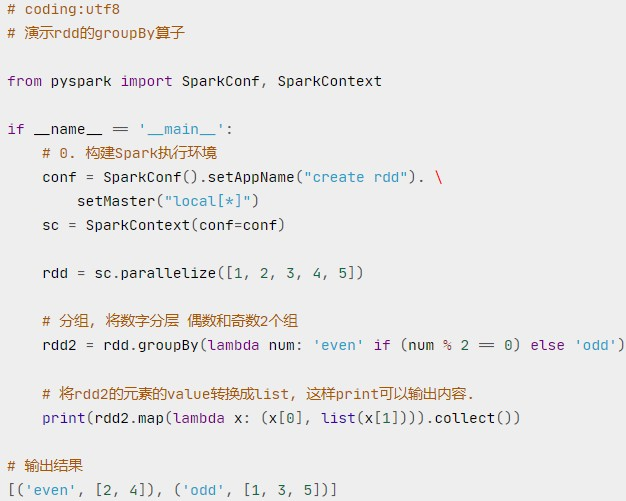 # coding:utf8
# 演示rdd的groupBy算子
from pyspark import SparkConf, SparkContext
if __name__ == '__main__':
    # 0. 构建Spark执行环境
    conf = SparkConf().setAppName("create rdd"). \
        setMaster("local[*]")
    sc = SparkContext(conf=conf)
    rdd = sc.parallelize([1, 2, 3, 4, 5])
    # 分组, 将数字分层 偶数和奇数2个组
    rdd2 = rdd.groupBy(lambda num: 'even' if (num % 2 == 0) else 'odd')
    # 将rdd2的元素的value转换成list, 这样print可以输出内容.
    print(rdd2.map(lambda x: (x[0], list(x[1]))).collect())
# 输出结果
[('even', [2, 4]), ('odd', [1, 3, 5])]